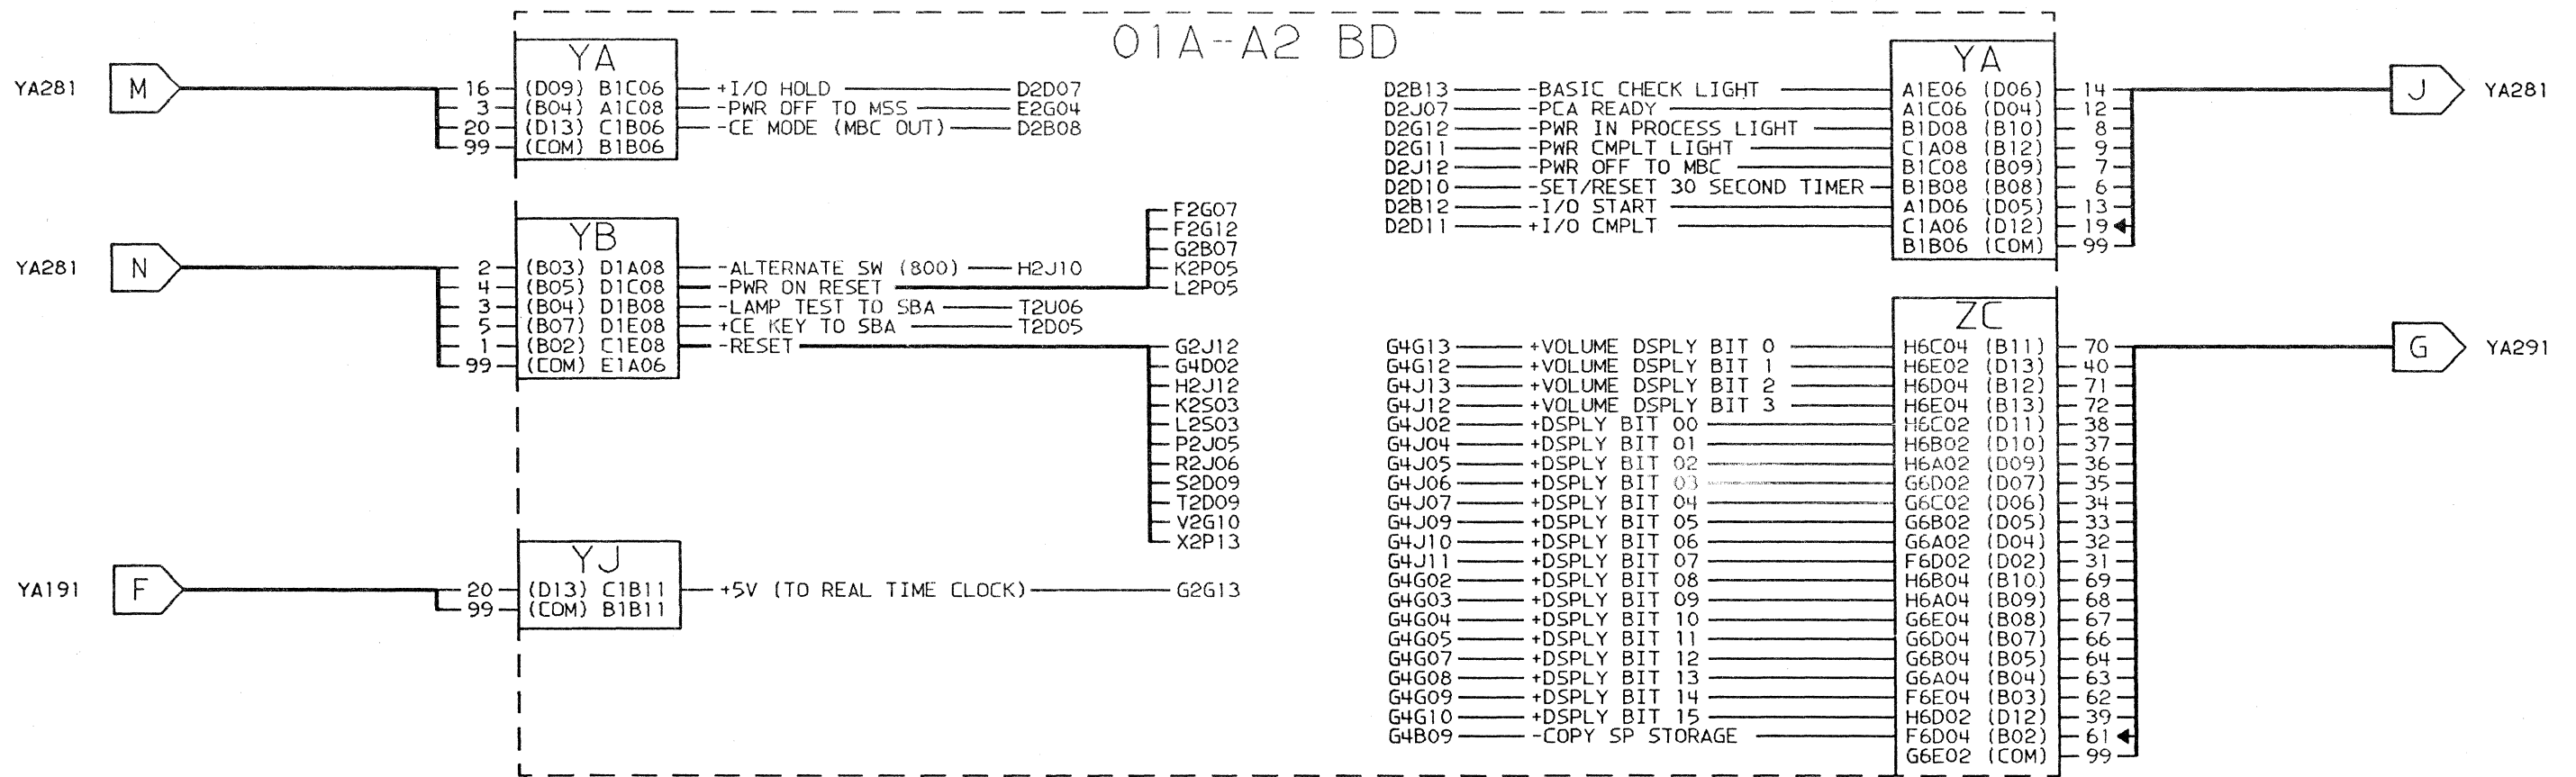 01A--A2 BD
YA
YA281 M 16 (D09) B1C06 +I/O HOLD D2D07
3 (B04) A1C08 -PWR OFF TO MSS E2G04
20 (D13) C1B06 -CE MODE (MBC OUT) D2B08
99 (COM) B1B06
YB
F2G07
F2G12
G2B07
YA281 N 2 (B03) D1A08 -ALTERNATE SW (800) H2J10 K2P05
4 (B05) D1C08 -PWR ON RESET L2P05
3 (B04) D1B08 -LAMP TEST TO SBA T2U06
5 (B07) D1E08 +CE KEY TO SBA T2D05
1 (B02) C1E08 -RESET G2J12
99 (COM) E1A06 G4D02
H2J12
K2S03
L2S03
P2J05
R2J06
S2D09
T2D09
V2G10
X2P13
YJ
YA191 F 20 (D13) C1B11 +5V (TO REAL TIME CLOCK) G2G13
99 (COM) B1B11
YA
D2B13 -BASIC CHECK LIGHT A1E06 (D06) 14 J YA281
D2J07 -PCA READY A1C06 (D04) 12
D2G12 -PWR IN PROCESS LIGHT B1D08 (B10) 8
D2G11 -PWR CMPLT LIGHT C1A08 (B12) 9
D2J12 -PWR OFF TO MBC B1C08 (B09) 7
D2D10 -SET/RESET 30 SECOND TIMER B1B08 (B08) 6
D2B12 -I/O START A1D06 (D05) 13
D2D11 +I/O CMPLT C1A06 (D12) 19
B1B06 (COM) 99
ZC
G4G13 +VOLUME DSPLY BIT 0 H6C04 (B11) 70 G YA291
G4G12 +VOLUME DSPLY BIT 1 H6E02 (D13) 40
G4J13 +VOLUME DSPLY BIT 2 H6D04 (B12) 71
G4J12 +VOLUME DSPLY BIT 3 H6E04 (B13) 72
G4J02 +DSPLY BIT 00 H6C02 (D11) 38
G4J04 +DSPLY BIT 01 H6B02 (D10) 37
G4J05 +DSPLY BIT 02 H6A02 (D09) 36
G4J06 +DSPLY BIT 03 G6D02 (D07) 35
G4J07 +DSPLY BIT 04 G6C02 (D06) 34
G4J09 +DSPLY BIT 05 G6B02 (D05) 33
G4J10 +DSPLY BIT 06 G6A02 (D04) 32
G4J11 +DSPLY BIT 07 F6D02 (D02) 31
G4G02 +DSPLY BIT 08 H6B04 (B10) 69
G4G03 +DSPLY BIT 09 H6A04 (B09) 68
G4G04 +DSPLY BIT 10 G6E04 (B08) 67
G4G05 +DSPLY BIT 11 G6D04 (B07) 66
G4G07 +DSPLY BIT 12 G6B04 (B05) 64
G4G08 +DSPLY BIT 13 G6A04 (B04) 63
G4G09 +DSPLY BIT 14 F6E04 (B03) 62
G4G10 +DSPLY BIT 15 H6D02 (D12) 39
G4B09 -COPY SP STORAGE F6D04 (B02) 61
G6E02 (COM) 99